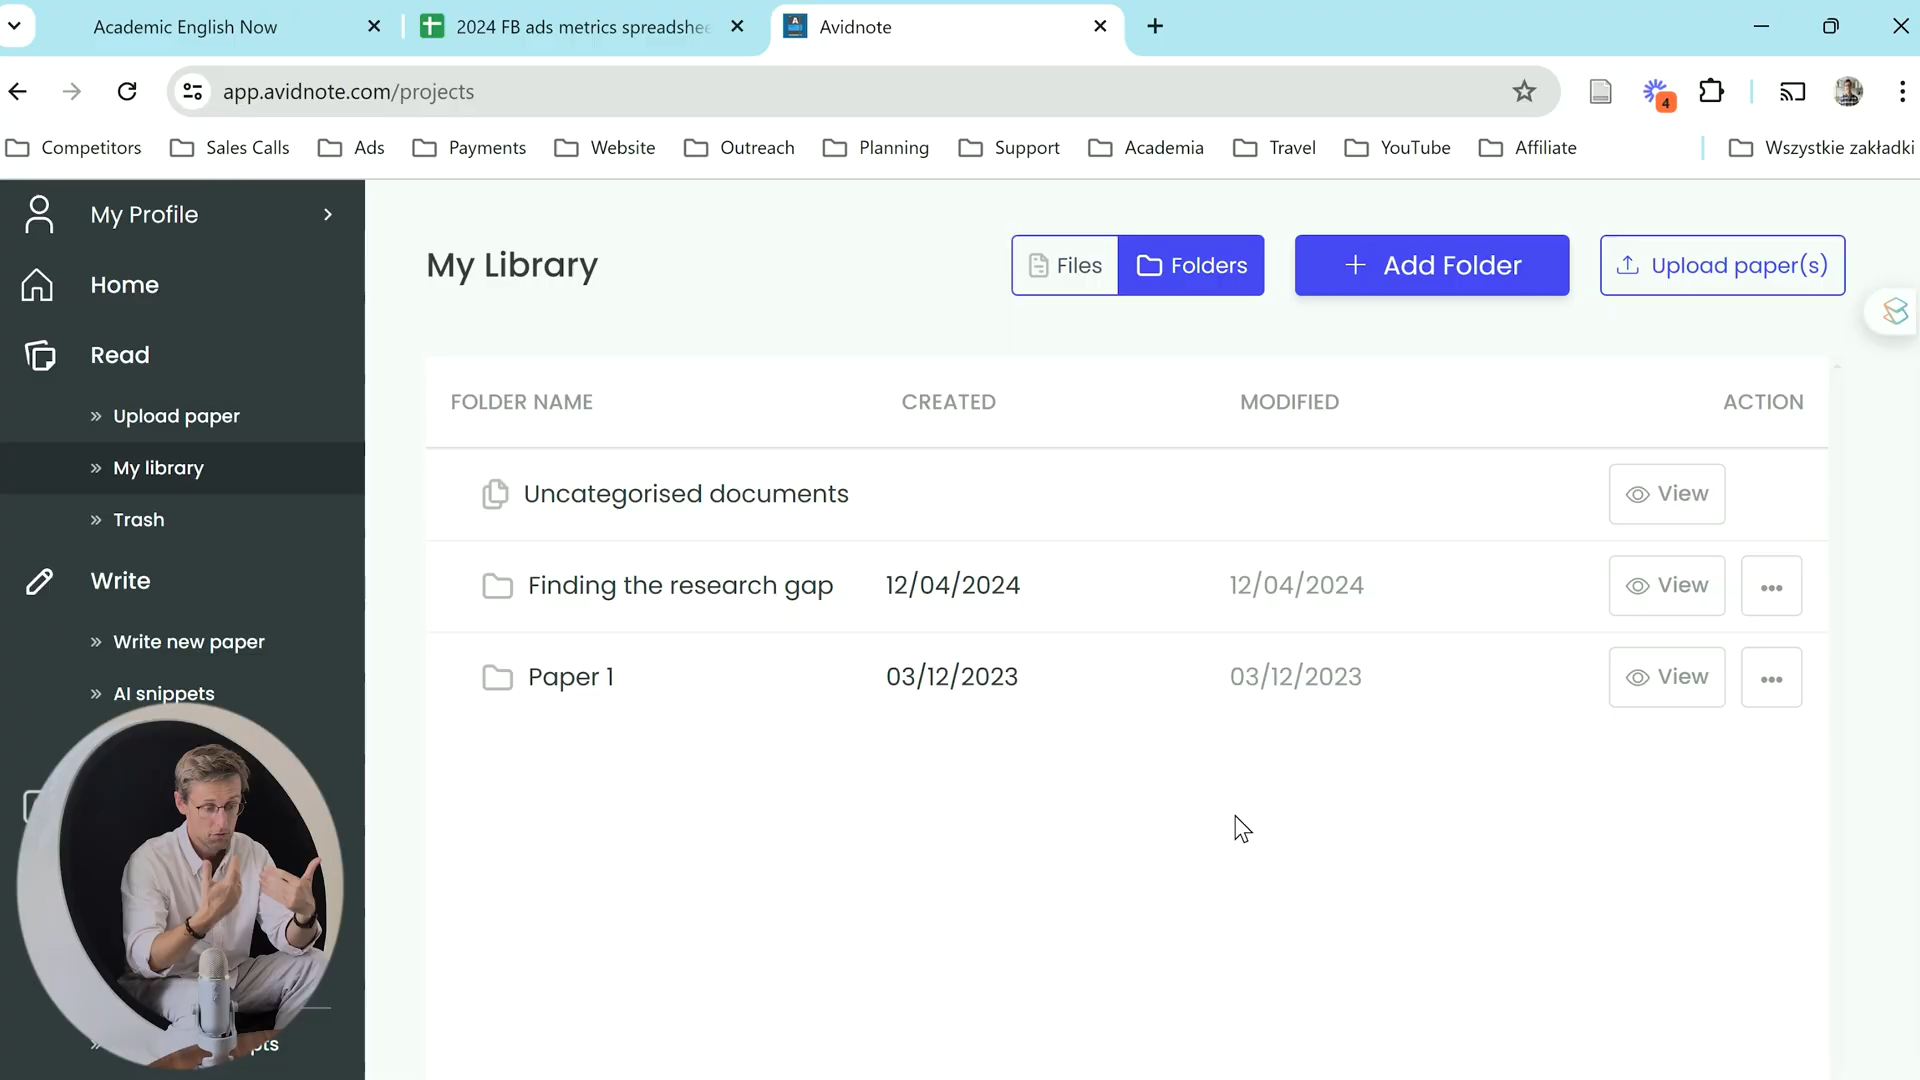 Academic English Now
2024 FB ads metrics spreadshee
Avidnote
app.avidnote.com/projects
4
Competitors
Sales Calls
Ads
Payments
Website
Outreach
Planning
Support
Academia
Travel
YouTube
Affiliate
Wszystkie zakładki
My Profile
Home
Read
» Upload paper
» My library
» Trash
Write
» Write new paper
» AI snippets
My Library
Files
Folders
+ Add Folder
Upload paper(s)
FOLDER NAME CREATED MODIFIED ACTION
Uncategorised documents View
Finding the research gap 12/04/2024 12/04/2024 View
Paper 1 03/12/2023 03/12/2023 View